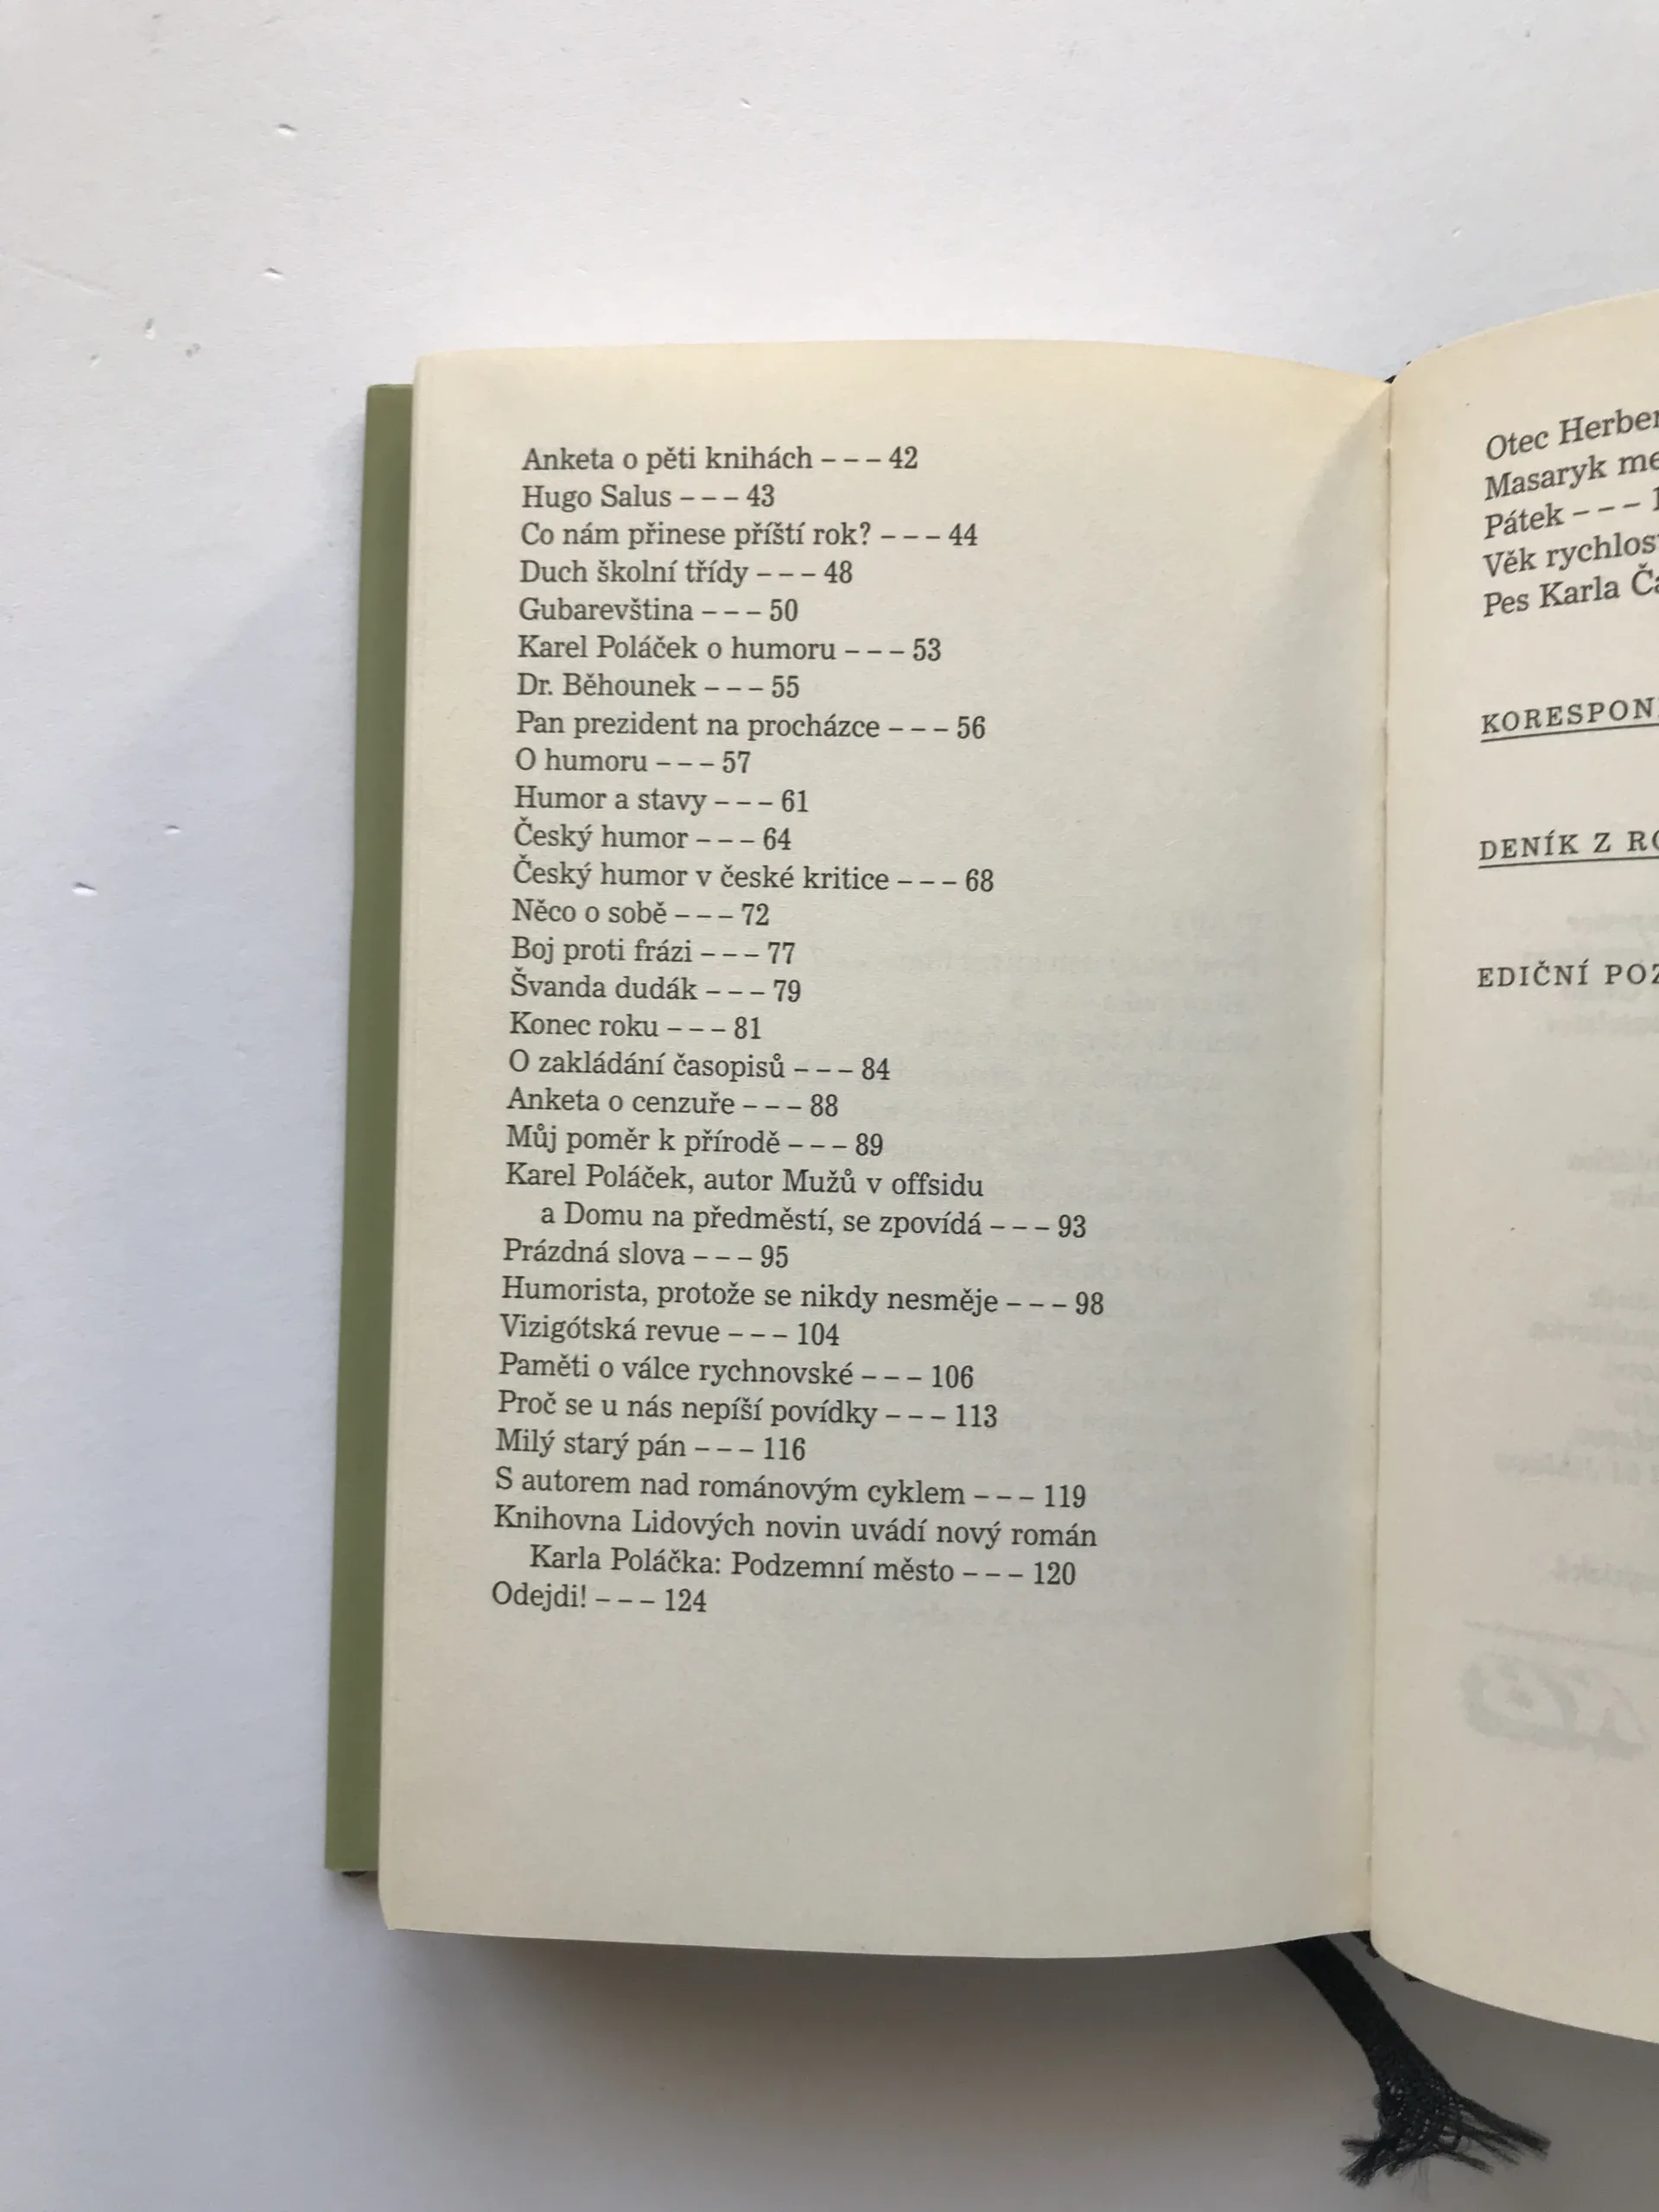 Anketa o pěti knihách – – – 42
Hugo Salus – – – 43
Co nám přinese příští rok? – – – 44
Duch školní třídy – – – 48
Gubarevština – – – 50
Karel Poláček o humoru – – – 53
Dr. Běhounek – – – 55
Pan prezident na procházce – – – 56
O humoru – – – 57
Humor a stavy – – – 61
Český humor – – – 64
Český humor v české kritice – – – 68
Něco o sobě – – – 72
Boj proti frázi – – – 77
Švanda dudák – – – 79
Konec roku – – – 81
O zakládání časopisů – – – 84
Anketa o cenzuře – – – 88
Můj poměr k přírodě – – – 89
Karel Poláček, autor Mužů v offsidu
a Domu na předměstí, se zpovídá – – – 93
Prázdná slova – – – 95
Humorista, protože se nikdy nesměje – – – 98
Vizigótská revue – – – 104
Paměti o válce rychnovské – – – 106
Proč se u nás nepíší povídky – – – 113
Milý starý pán – – – 116
S autorem nad románovým cyklem – – – 119
Knihovna Lidových novin uvádí nový román
Karla Poláčka: Podzemní město – – – 120
Odejdi! – – – 124
Otec
Masaryk
Pátek – – –
Věk
Pes Karla
DENÍK Z
EDIČNÍ